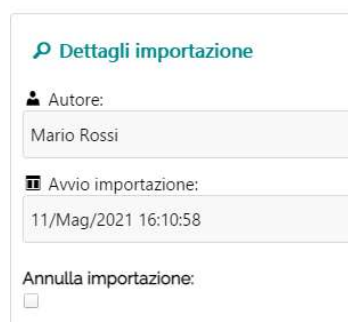 Dettagli importazione
Autore:
Mario Rossi
Avvio importazione:
11/Mag/2021 16:10:58
Annulla importazione: